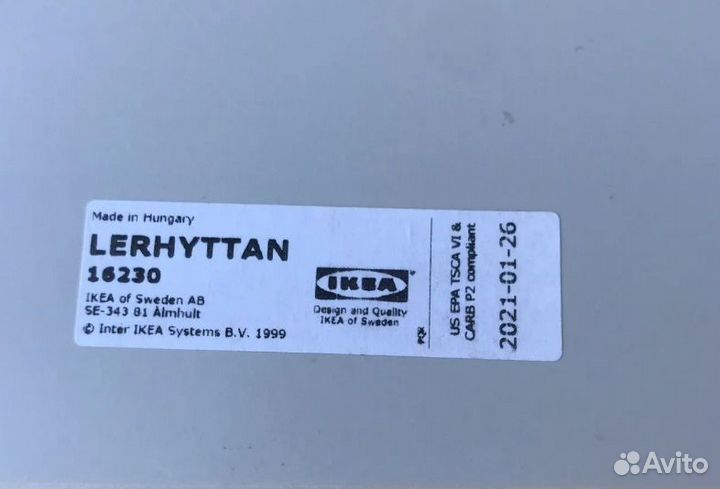 Made in Hungary
LERHYTTAN
16230
IKEA of Sweden AB
SE-343 81 Älmhult
© Inter IKEA Systems B.V. 1999
IKEA®
Design and Quality
IKEA of Sweden
US EPA TSCA VI &
CARB P2 compliant
2021-01-26
Avito